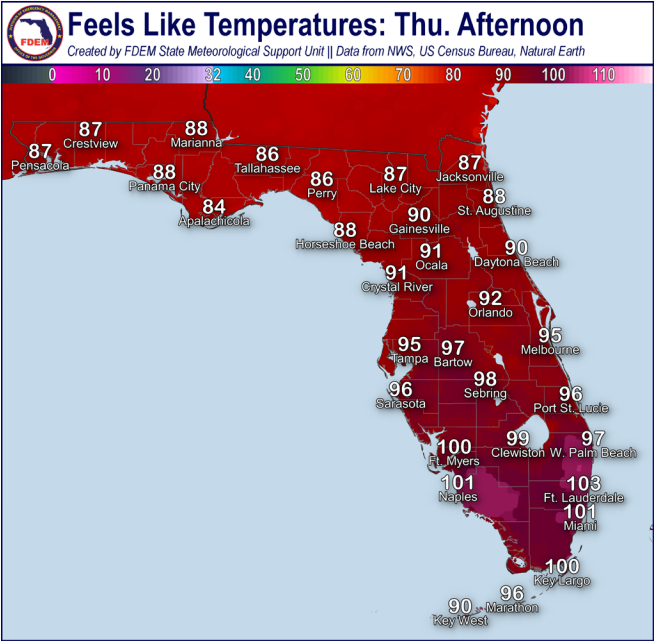 Feels Like Temperatures: Thu. Afternoon
Created by FDEM State Meteorological Support Unit || Data from NWS, US Census Bureau, Natural Earth
FDEM
0 10 20 32 40 50 60 70 80 90 100 110
87
Crestview
88
Marianna
87
Pensacola
86
Tallahassee
88
Panama City
86
Perry
87
Lake City
87
Jacksonville
84
Apalachicola
88
St. Augustine
90
Gainesville
88
Horseshoe Beach
91
Ocala
90
Daytona Beach
91
Crystal River
92
Orlando
95
Melbourne
95
Tampa
97
Bartow
98
Sebring
96
Sarasota
96
Port St. Lucie
100
Ft. Myers
99
Clewiston
97
W. Palm Beach
101
Naples
103
Ft. Lauderdale
101
Miami
100
Key Largo
96
Marathon
90
Key West